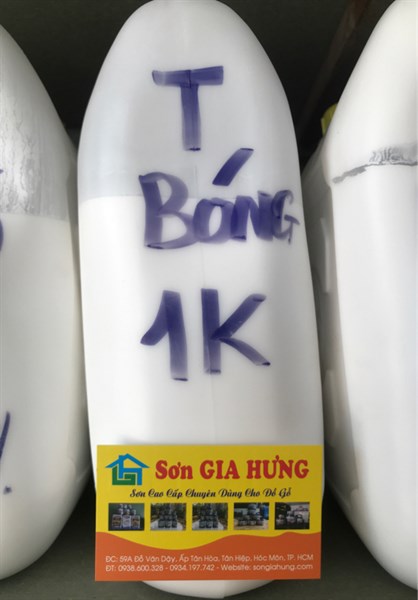 T
BÓNG
1K
Sơn GIA HƯNG
Sơn Cao Cấp Chuyên Dùng Cho Đồ Gỗ
ĐC: 59A Đỗ Văn Dậy, Ấp Tân Hòa, Tân Hiệp, Hóc Môn, TP. HCM
ĐT: 0938.600.328 - 0934.197.742 - Website: songiahung.com